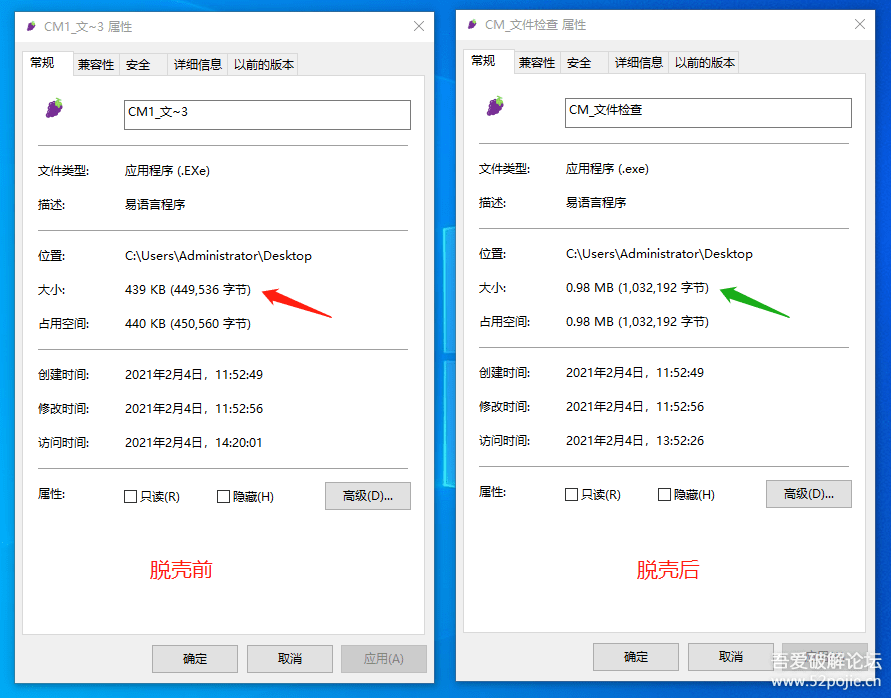 CM1_文~3 属性
常规 兼容性 安全 详细信息 以前的版本
CM1_文~3
文件类型: 应用程序 (.EXe)
描述: 易语言程序
位置: C:\Users\Administrator\Desktop
大小: 439 KB (449,536 字节)
占用空间: 440 KB (450,560 字节)
创建时间: 2021年2月4日，11:52:49
修改时间: 2021年2月4日，11:52:56
访问时间: 2021年2月4日，14:20:01
属性: 只读(R) 隐藏(H) 高级(D)...
脱壳前
确定 取消 应用(A)
CM_文件检查 属性
常规 兼容性 安全 详细信息 以前的版本
CM_文件检查
文件类型: 应用程序 (.exe)
描述: 易语言程序
位置: C:\Users\Administrator\Desktop
大小: 0.98 MB (1,032,192 字节)
占用空间: 0.98 MB (1,032,192 字节)
创建时间: 2021年2月4日，11:52:49
修改时间: 2021年2月4日，11:52:56
访问时间: 2021年2月4日，13:52:26
属性: 只读(R) 隐藏(H) 高级(D)...
脱壳后
确定 取消
吾爱破解论坛
www.52pojie.cn